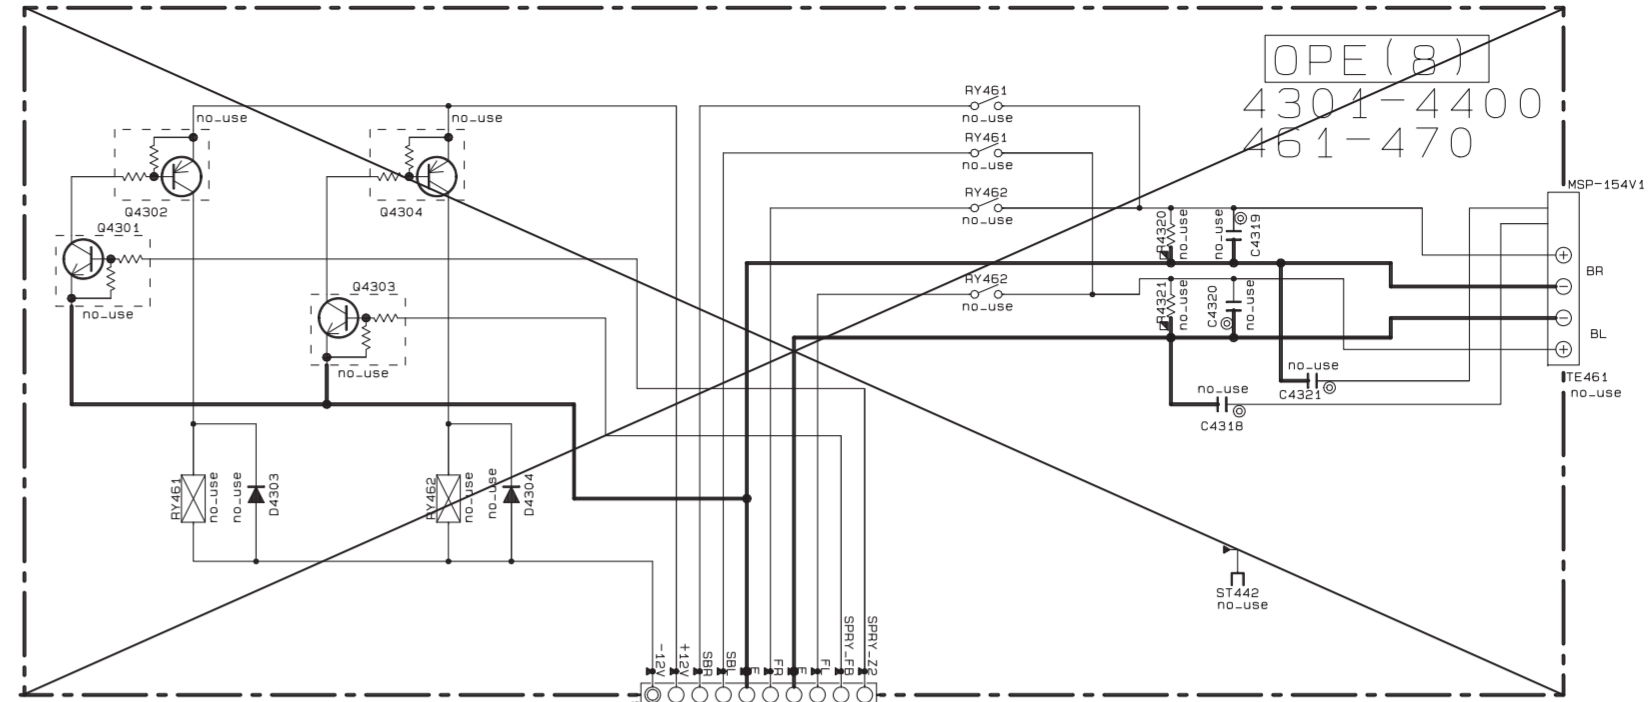 OPE(8)
4301-4400
461-470
RY461
no_use
RY461
no_use
RY462
no_use
RY462
no_use
no_use
Q4302
no_use
Q4304
Q4301
no_use
Q4303
no_use
R4320
no_use
no_use
C4319
R4321
no_use
C4320
no_use
MSP-154V1
BR
BL
TE461
no_use
no_use
C4321
no_use
C4318
RY461
no_use
no_use
D4303
RY462
no_use
no_use
D4304
ST442
no_use
-12V
+12V
SBR
SBL
E
FR
E
FL
SPRY_FB
SPRY_Z2